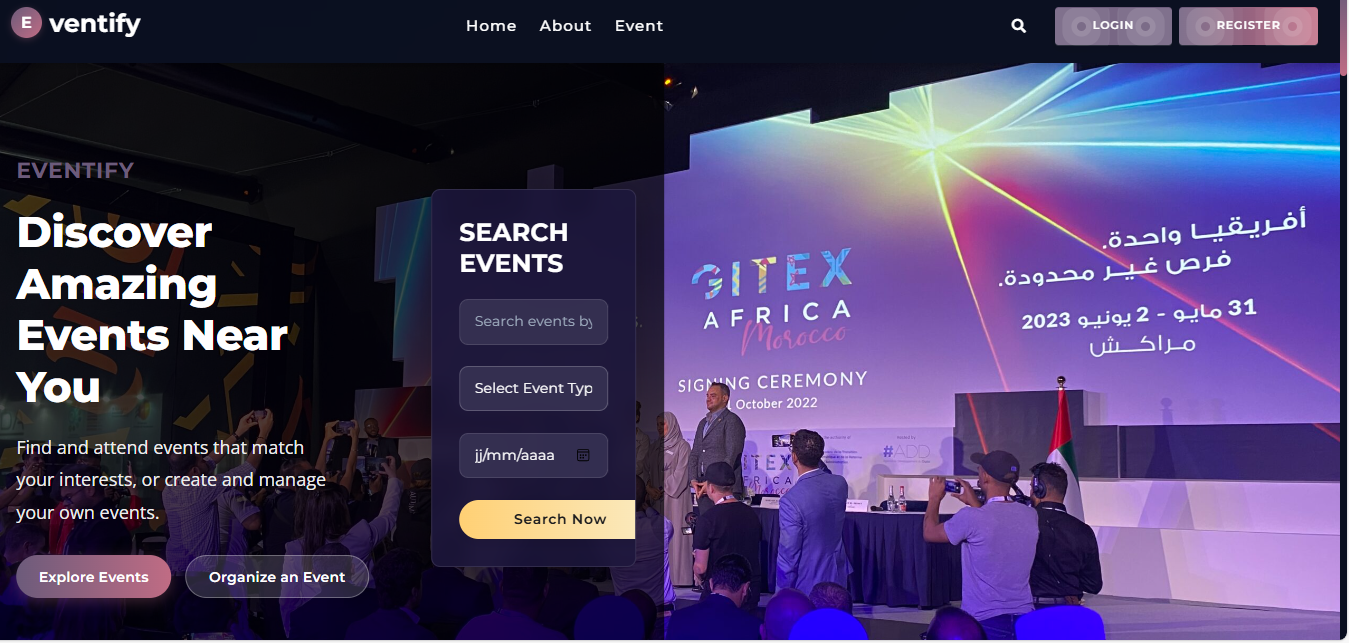 E ventify
Home About Event
LOGIN
REGISTER
EVENTIFY
Discover
Amazing
Events Near
You
Find and attend events that match
your interests, or create and manage
your own events.
Explore Events
Organize an Event
SEARCH
EVENTS
Search events by
Select Event Typ
jj/mm/aaaa
Search Now
GITEX
AFRICA
Morocco
SIGNING CEREMONY
1 October 2022
أفريقيا واحدة.
فرص غير محدودة.
31 مايو - 2 يونيو 2023
مراكش
#ADD
GITEX
AFRICA
Morocco